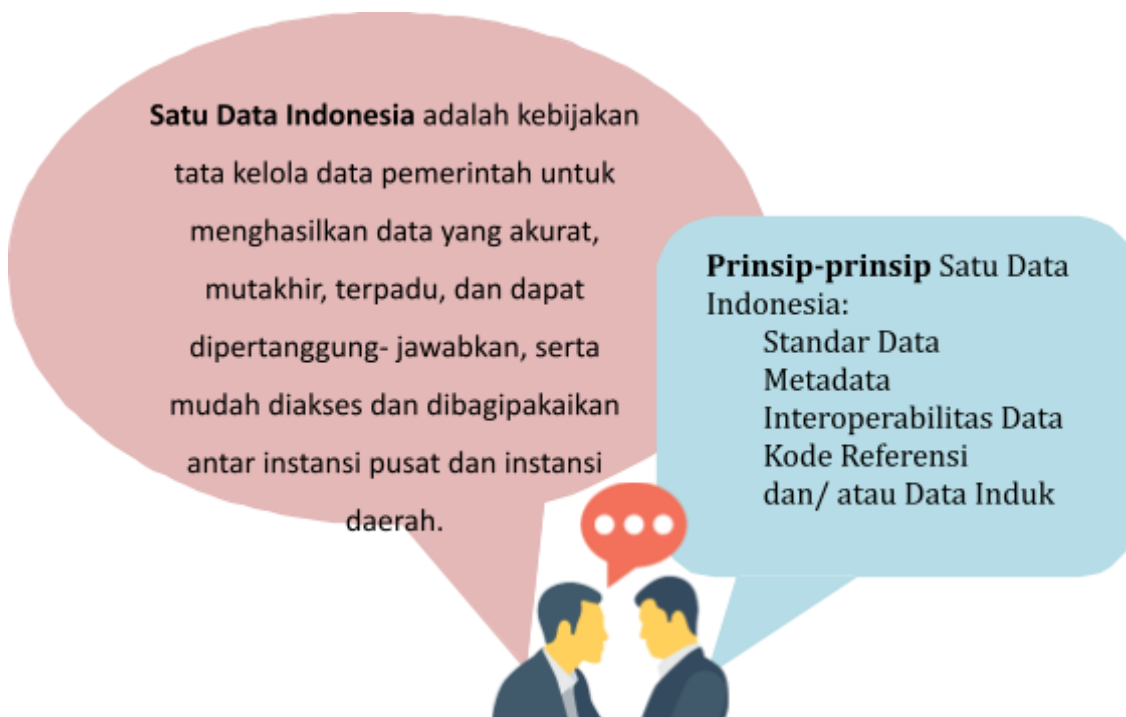 Satu Data Indonesia adalah kebijakan
tata kelola data pemerintah untuk
menghasilkan data yang akurat,
mutakhir, terpadu, dan dapat
dipertanggung- jawabkan, serta
mudah diakses dan dibagipakaikan
antar instansi pusat dan instansi
daerah.
Prinsip-prinsip Satu Data
Indonesia:
Standar Data
Metadata
Interoperabilitas Data
Kode Referensi
dan/ atau Data Induk